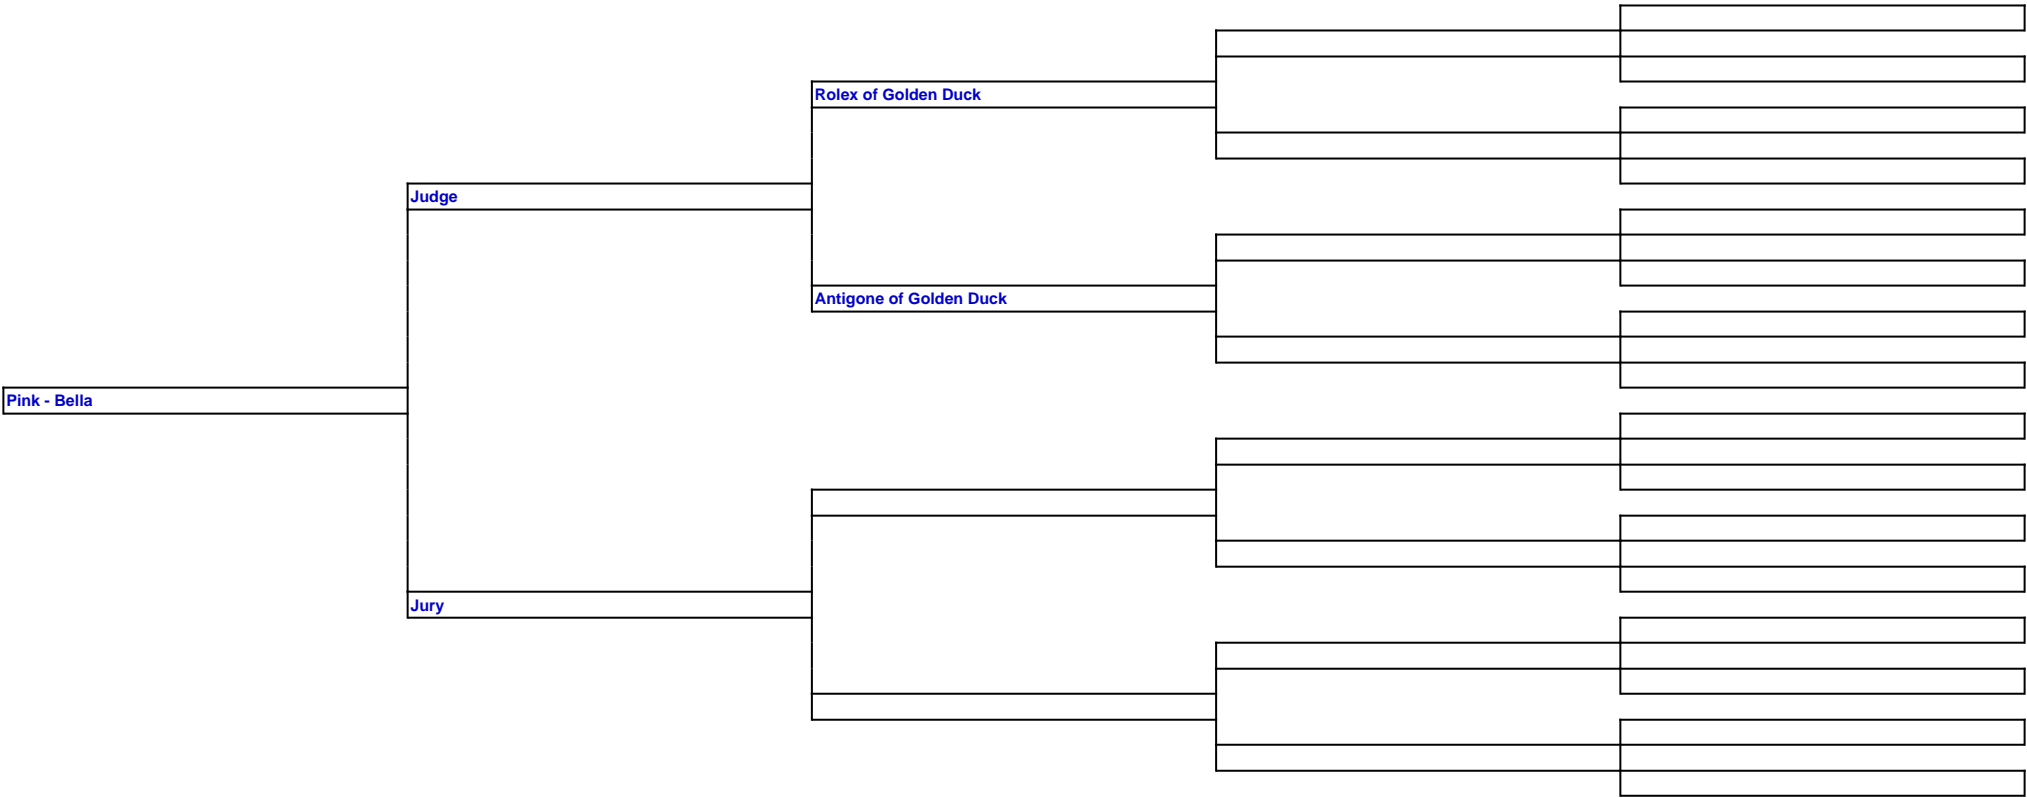 Rolex of Golden Duck
Judge
Antigone of Golden Duck
Pink - Bella
Jury